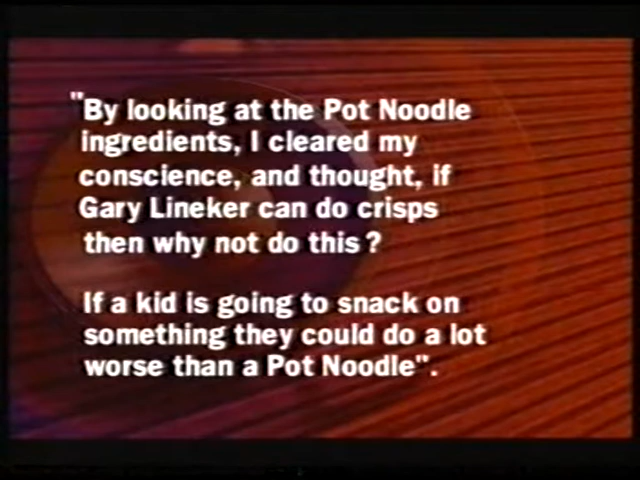 "By looking at the Pot Noodle
ingredients, I cleared my
conscience, and thought, if
Gary Lineker can do crisps
then why not do this ?
If a kid is going to snack on
something they could do a lot
worse than a Pot Noodle".